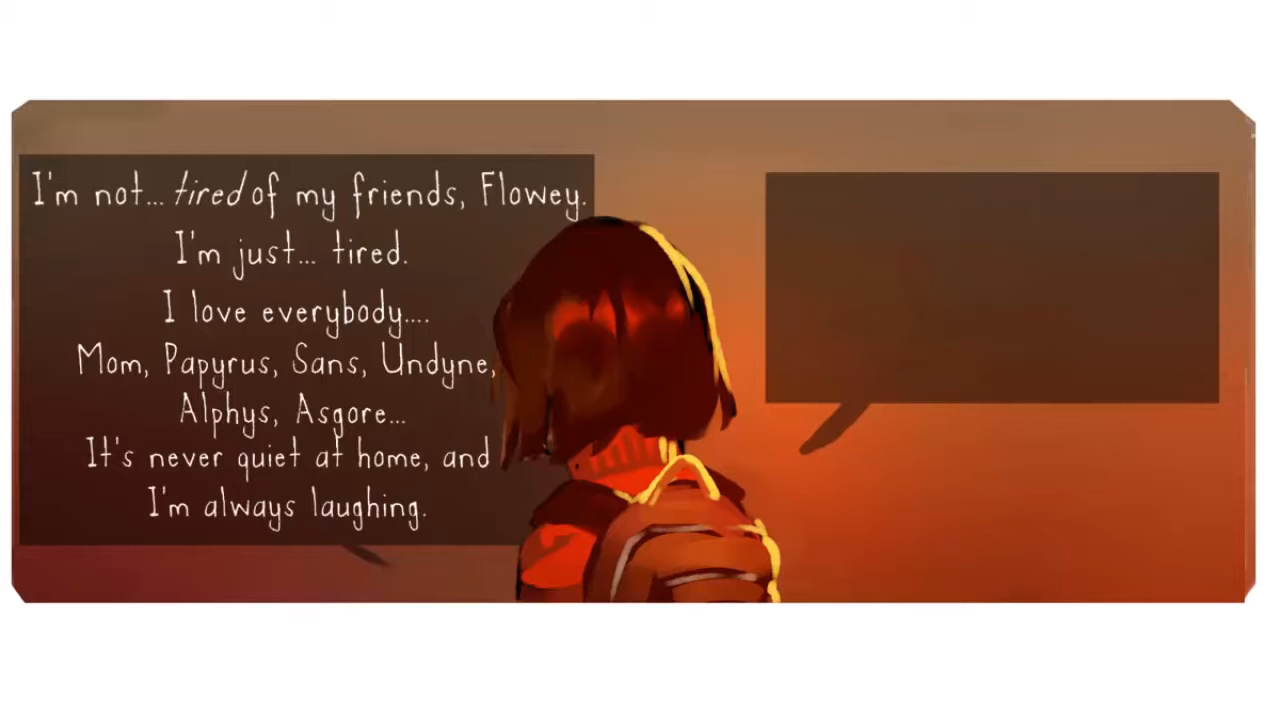 I'm not... tired of my friends, Flowey.
I'm just... tired.
I love everybody....
Mom, Papyrus, Sans, Undyne,
Alphys, Asgore...
It's never quiet at home, and
I'm always laughing.